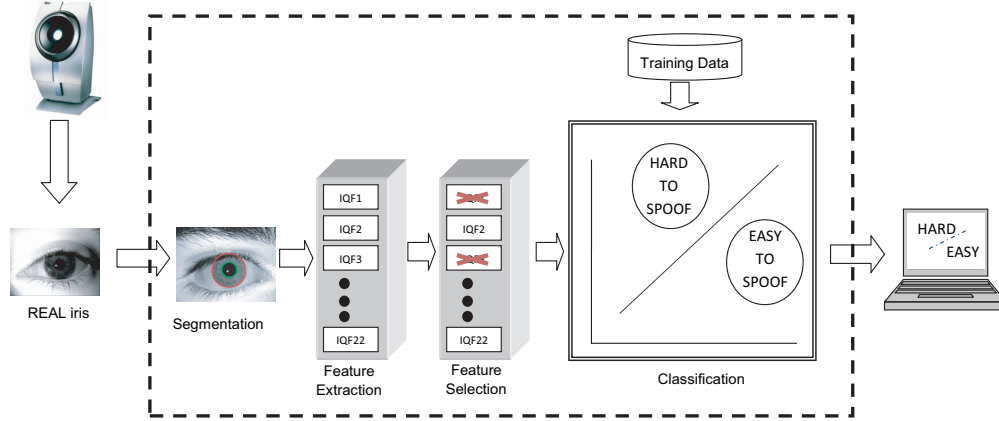 Training Data
HARD
TO
SPOOF
EASY
TO
SPOOF
IQF1
IQF2
IQF3
IQF22
IQF2
IQF22
HARD
EASY
REAL iris
Segmentation
Feature
Extraction
Feature
Selection
Classification